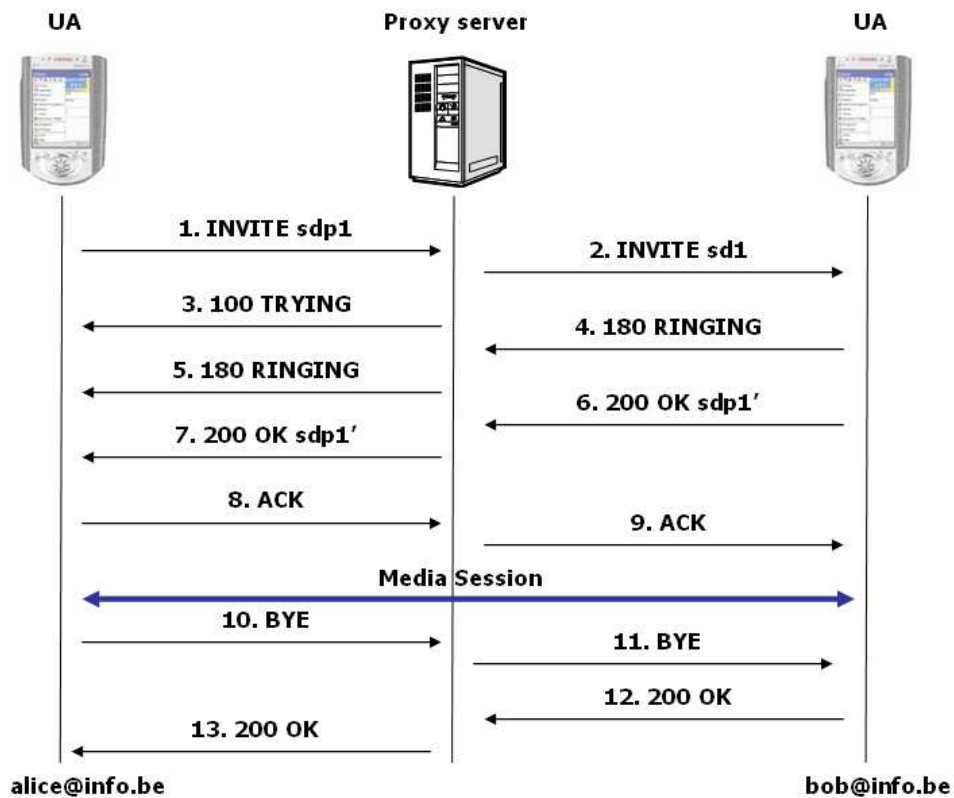 UA
Proxy server
UA
1. INVITE sdp1
2. INVITE sd1
3. 100 TRYING
4. 180 RINGING
5. 180 RINGING
6. 200 OK sdp1’
7. 200 OK sdp1’
8. ACK
9. ACK
Media Session
10. BYE
11. BYE
12. 200 OK
13. 200 OK
alice@info.be
bob@info.be